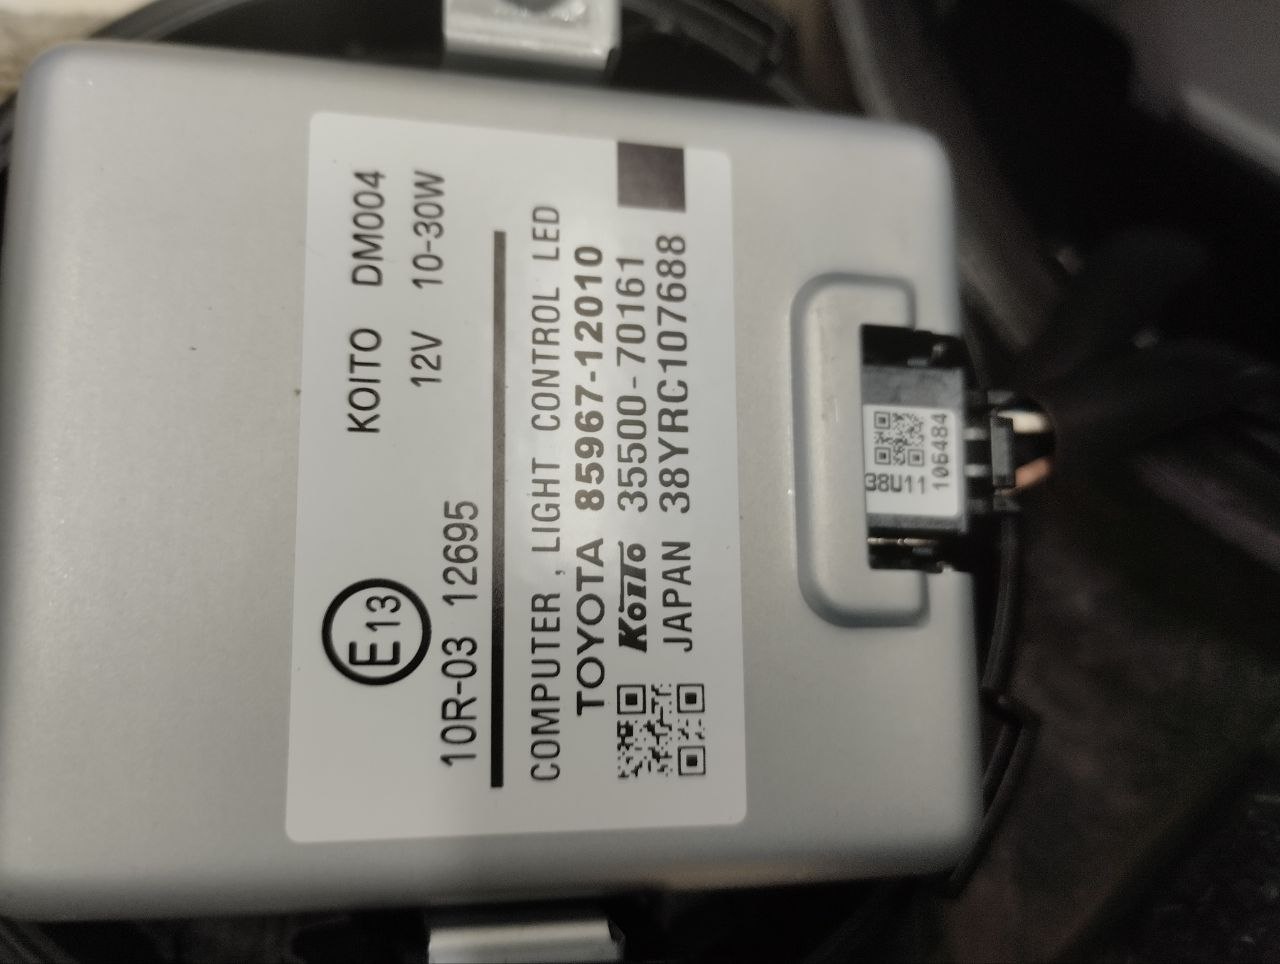 E13
KOITO DM004
12V 10-30W
10R-03 12695
COMPUTER, LIGHT CONTROL LED
TOYOTA 85967-12010
KOITO 35500-70161
JAPAN 38YRC107688
38U11
106484